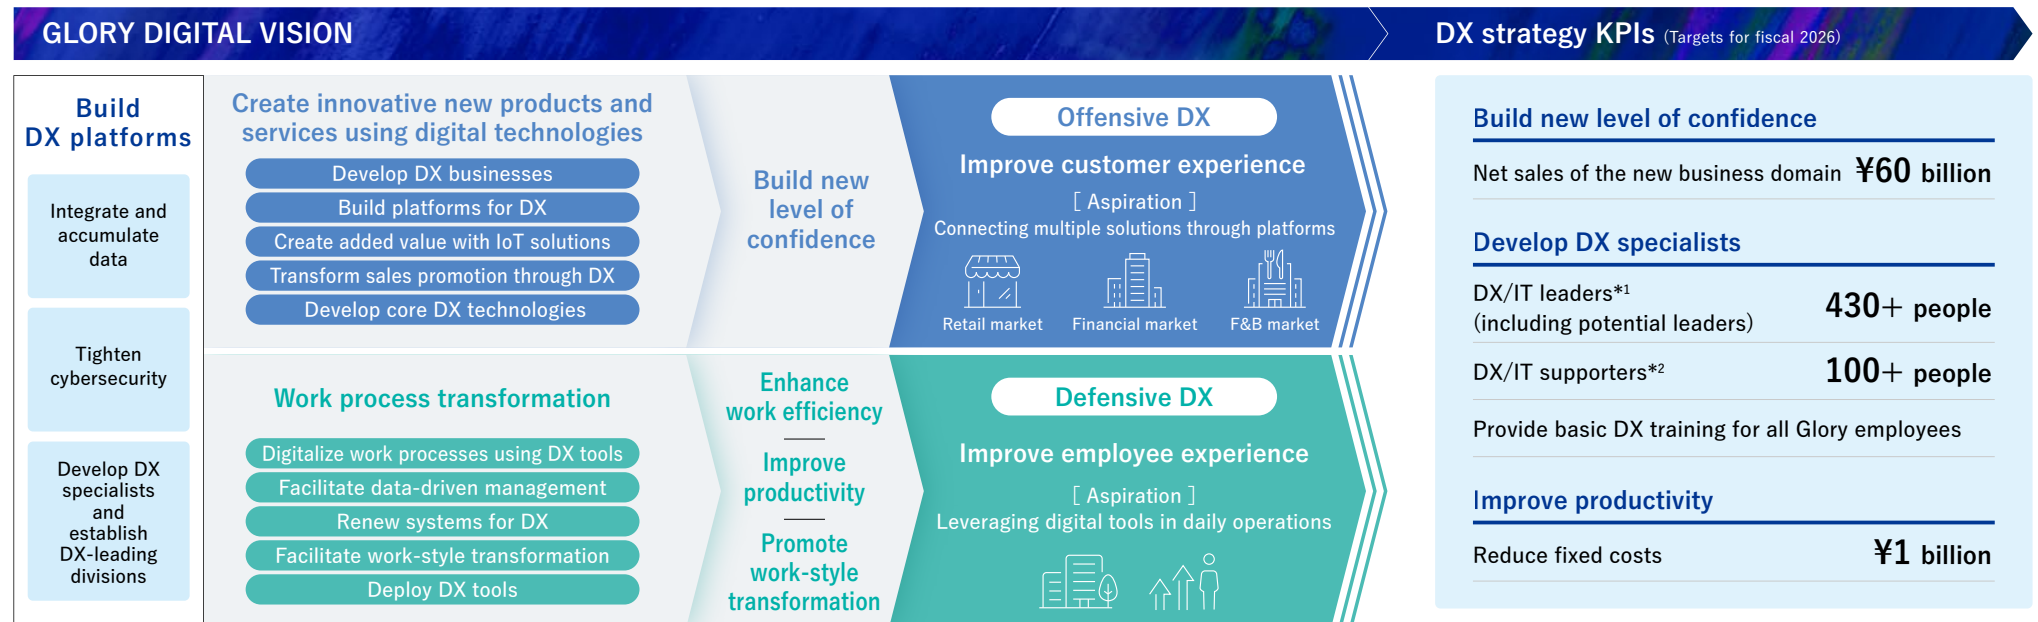 GLORY DIGITAL VISION
DX strategy KPIs (Targets for fiscal 2026)
Build
DX platforms
Integrate and
accumulate
data
Tighten
cybersecurity
Develop DX
specialists
and
establish
DX-leading
divisions
Create innovative new products and
services using digital technologies
Develop DX businesses
Build platforms for DX
Create added value with IoT solutions
Transform sales promotion through DX
Develop core DX technologies
Build new
level of
confidence
Offensive DX
Improve customer experience
[ Aspiration ]
Connecting multiple solutions through platforms
Retail market
Financial market
F&B market
Work process transformation
Digitalize work processes using DX tools
Facilitate data-driven management
Renew systems for DX
Facilitate work-style transformation
Deploy DX tools
Enhance
work efficiency
Improve
productivity
Promote
work-style
transformation
Defensive DX
Improve employee experience
[ Aspiration ]
Leveraging digital tools in daily operations
Build new level of confidence
Net sales of the new business domain ¥60 billion
Develop DX specialists
DX/IT leaders*1
(including potential leaders) 430+ people
DX/IT supporters*2 100+ people
Provide basic DX training for all Glory employees
Improve productivity
Reduce fixed costs ¥1 billion